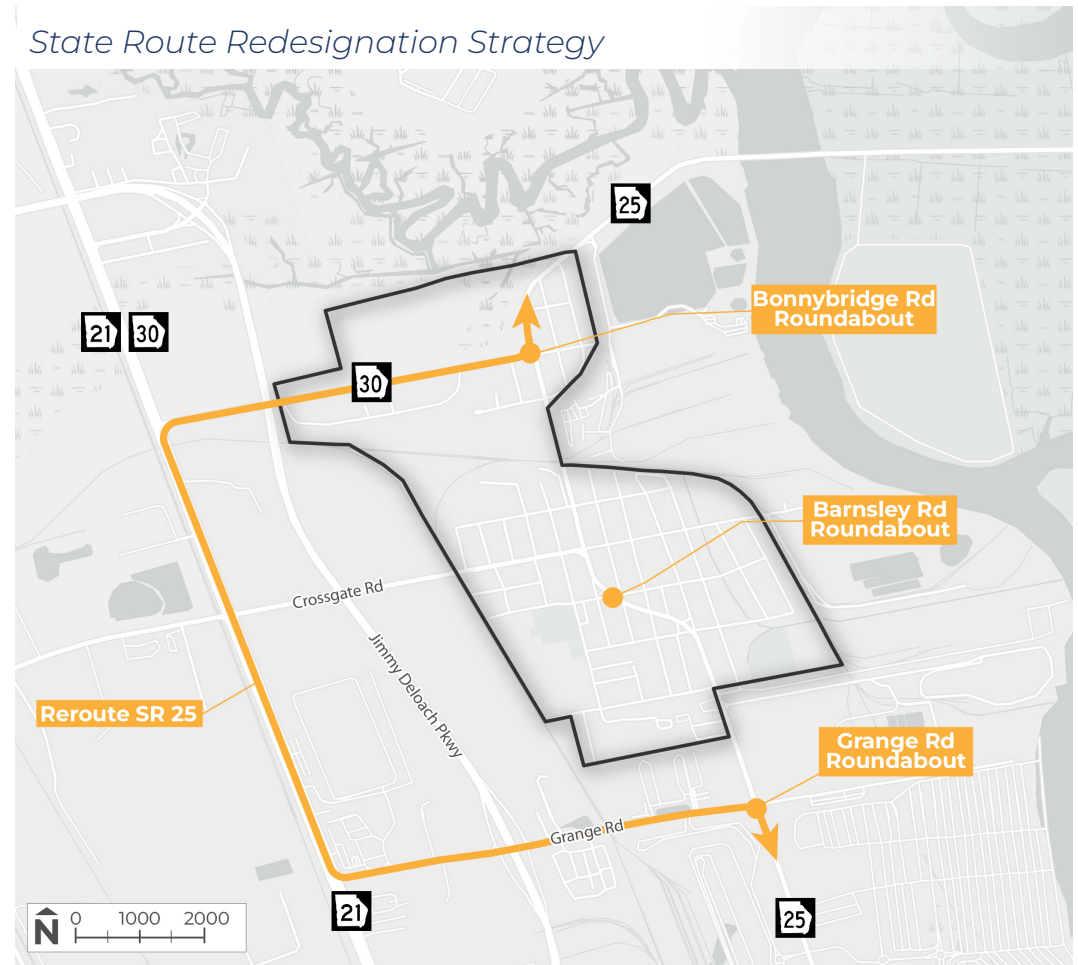 State Route Redesignation Strategy
25
Bonnybridge Rd
Roundabout
21
30
30
Barnsley Rd
Roundabout
Crossgate Rd
Jimmy Deloach Pkwy
Reroute SR 25
Grange Rd
Roundabout
Grange Rd
21
25
N
0 1000 2000